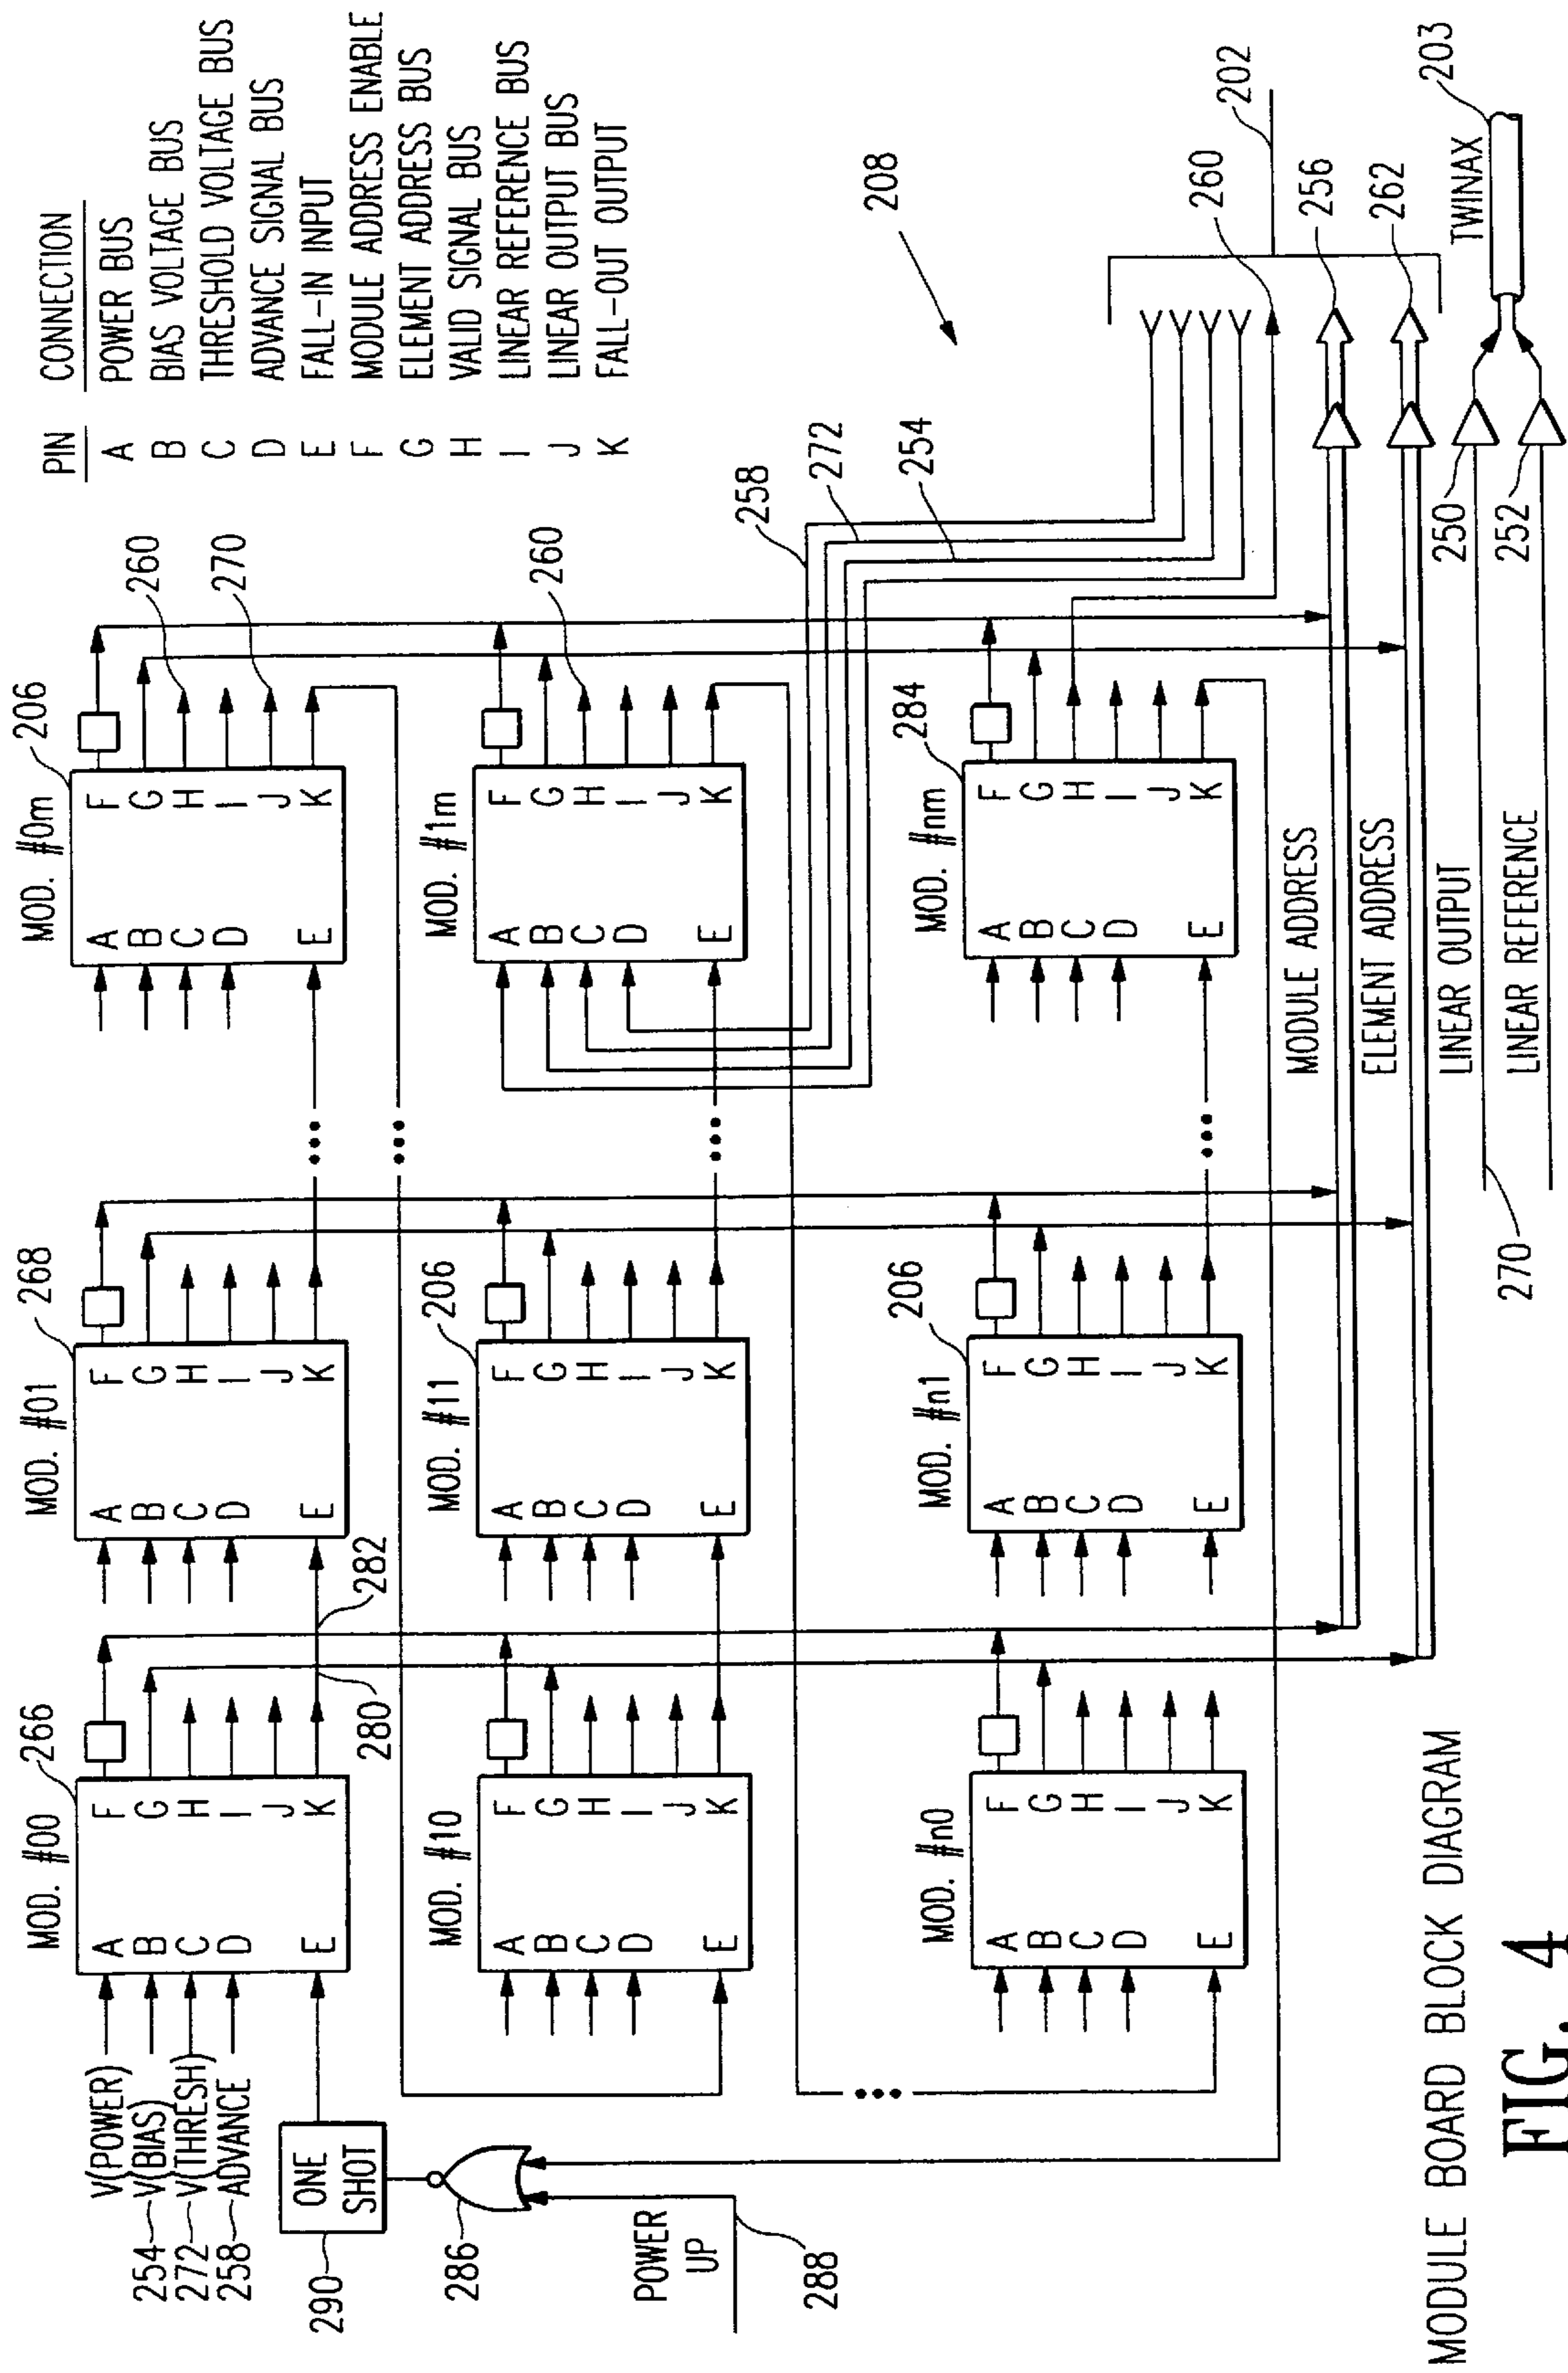 PIN CONNECTION
A POWER BUS
B BIAS VOLTAGE BUS
C THRESHOLD VOLTAGE BUS
D ADVANCE SIGNAL BUS
E FALL-IN INPUT
F MODULE ADDRESS ENABLE
G ELEMENT ADDRESS BUS
H VALID SIGNAL BUS
I LINEAR REFERENCE BUS
J LINEAR OUTPUT BUS
K FALL-OUT OUTPUT
MOD. #00 266
V(POWER)
254 V(BIAS)
272 V(THRESH)
258 ADVANCE
A B C D E
F G H I J K
MOD. #01 268
A B C D E
F G H I J K
MOD. #0m 206
A B C D E
F G H I J K
260
270
280
282
290
ONE
SHOT
286
POWER
UP
288
MOD. #10
A B C D E
F G H I J K
MOD. #11 206
A B C D E
F G H I J K
MOD. #1m
A B C D E
F G H I J K
260
258
272
254
208
MOD. #n0
A B C D E
F G H I J K
MOD. #n1 206
A B C D E
F G H I J K
MOD. #nm 284
A B C D E
F G H I J K
260
202
MODULE ADDRESS
256
ELEMENT ADDRESS
262
LINEAR OUTPUT
250
270
LINEAR REFERENCE
252
TWINAX
203
MODULE BOARD BLOCK DIAGRAM
FIG. 4